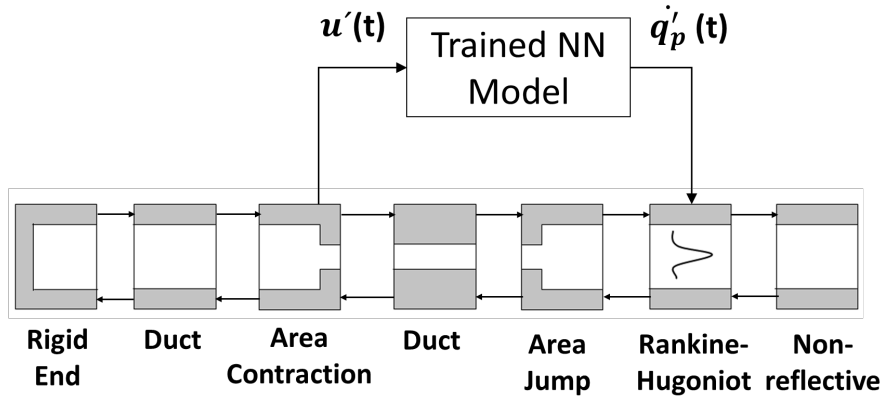 u´(t)
q̇′ₚ (t)
Trained NN
Model
Rigid
End
Duct
Area
Contraction
Duct
Area
Jump
Rankine-
Hugoniot
Non-
reflective